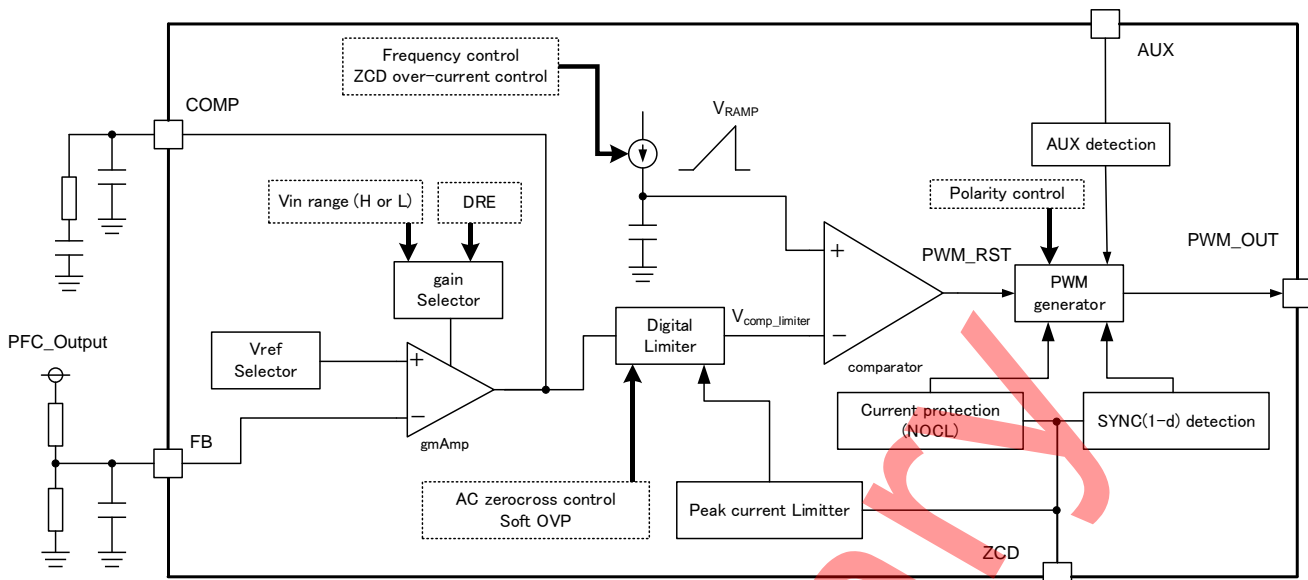 Frequency control
ZCD over-current control
AUX
COMP
VRAMP
AUX detection
Vin range (H or L)
DRE
Polarity control
PWM_RST
PWM_OUT
gain
Selector
PWM
generator
PFC_Output
Vref
Selector
Digital
Limiter
Vcomp_limiter
+
−
+
−
comparator
gmAmp
FB
Current protection
(NOCL)
SYNC(1-d) detection
AC zerocross control
Soft OVP
Peak current Limitter
ZCD